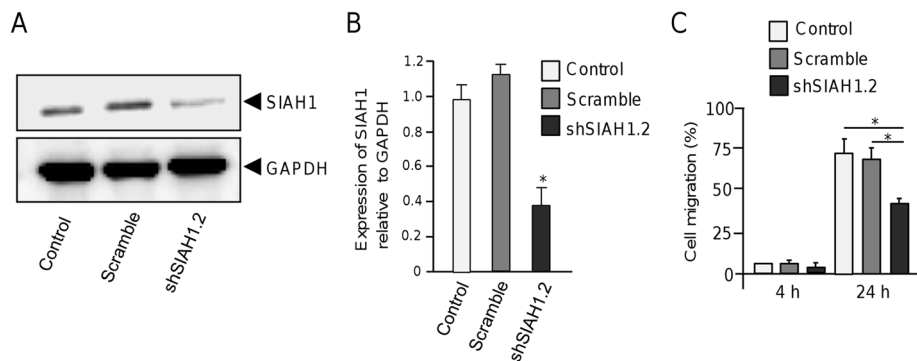 A
SIAH1
GAPDH
Control
Scramble
shSIAH1.2
B
Expression of SIAH1
relative to GAPDH
1.2
1.0
0.8
0.6
0.4
0.2
0
*
Control
Scramble
shSIAH1.2
Control
Scramble
shSIAH1.2
C
Control
Scramble
shSIAH1.2
Cell migration (%)
100
75
50
25
0
*
*
4 h
24 h